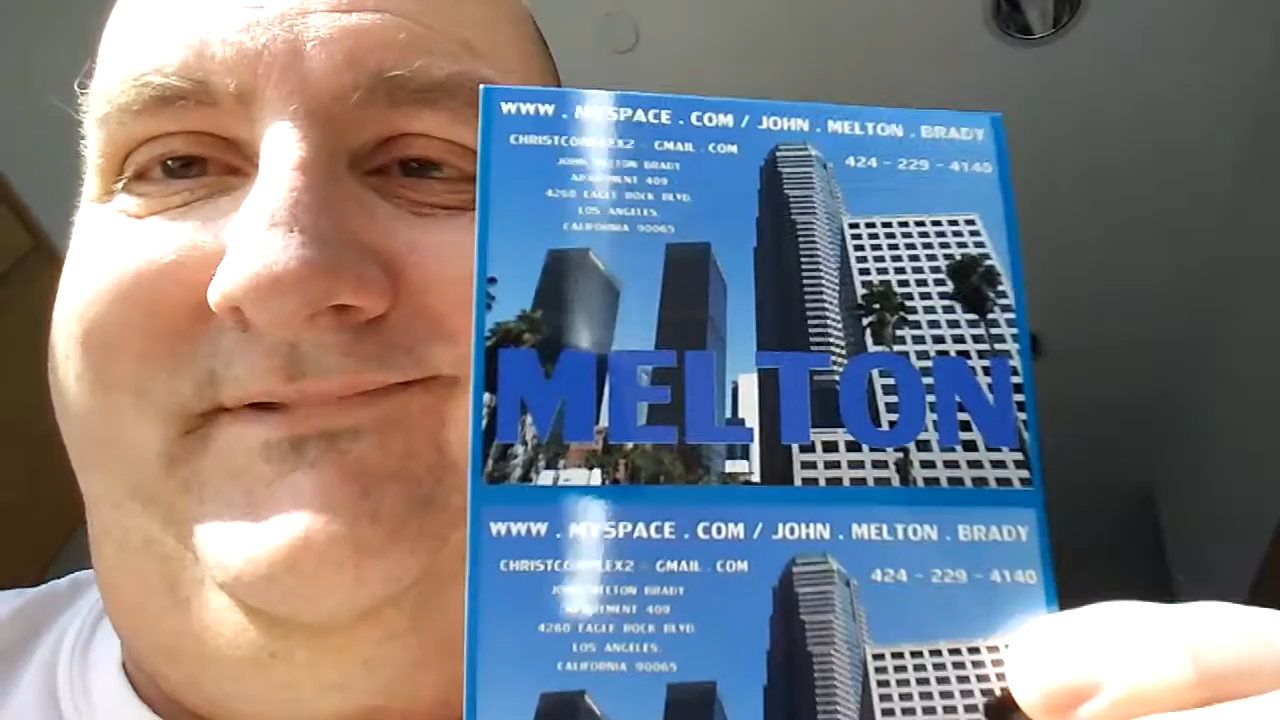 WWW . MYSPACE . COM / JOHN . MELTON . BRADY
CHRISTCOMPLEX2 GMAIL . COM
424 - 229 - 4140
JOHN MELTON BRADY
APARTMENT 409
4260 EAGLE ROCK BLVD.
LOS ANGELES,
CALIFORNIA 90065
MELTON
WWW . MYSPACE . COM / JOHN . MELTON . BRADY
CHRISTCOMPLEX2 GMAIL . COM
424 - 229 - 4140
JOHN MELTON BRADY
APARTMENT 409
4260 EAGLE ROCK BLVD.
LOS ANGELES,
CALIFORNIA 90065